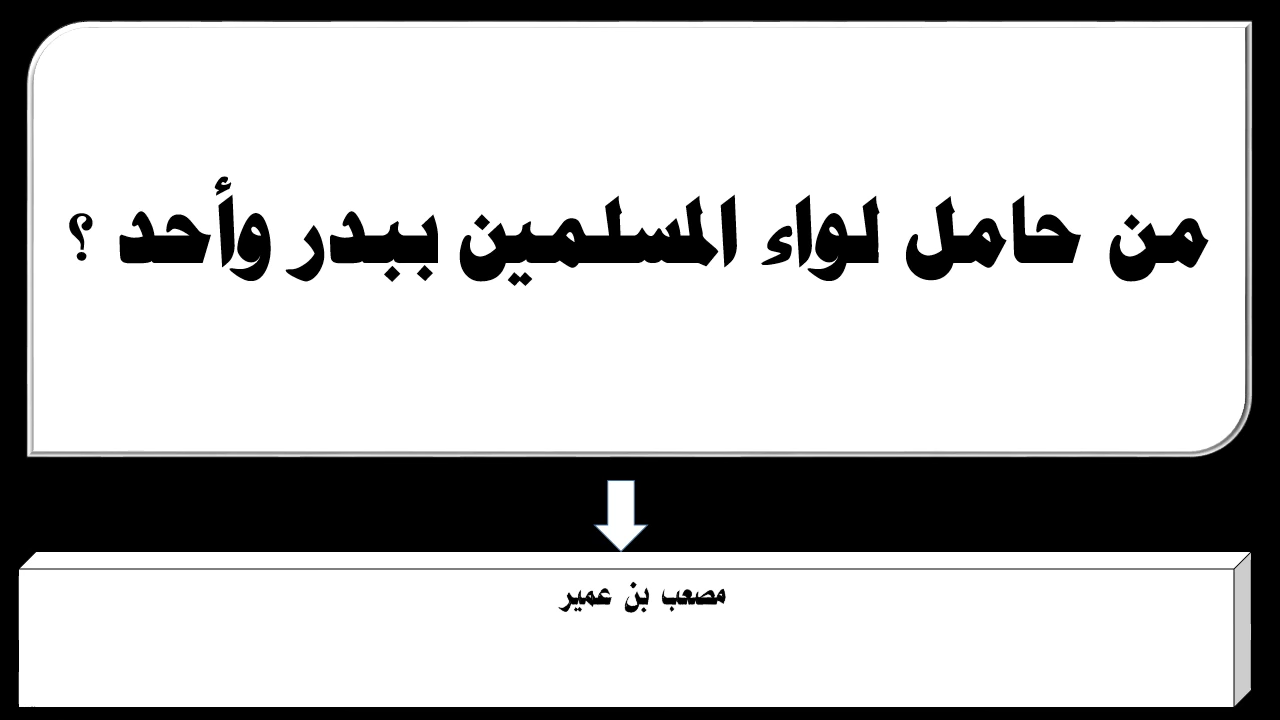 من حامل لواء المسلمين ببدر وأحد ؟
مصعب بن عمير